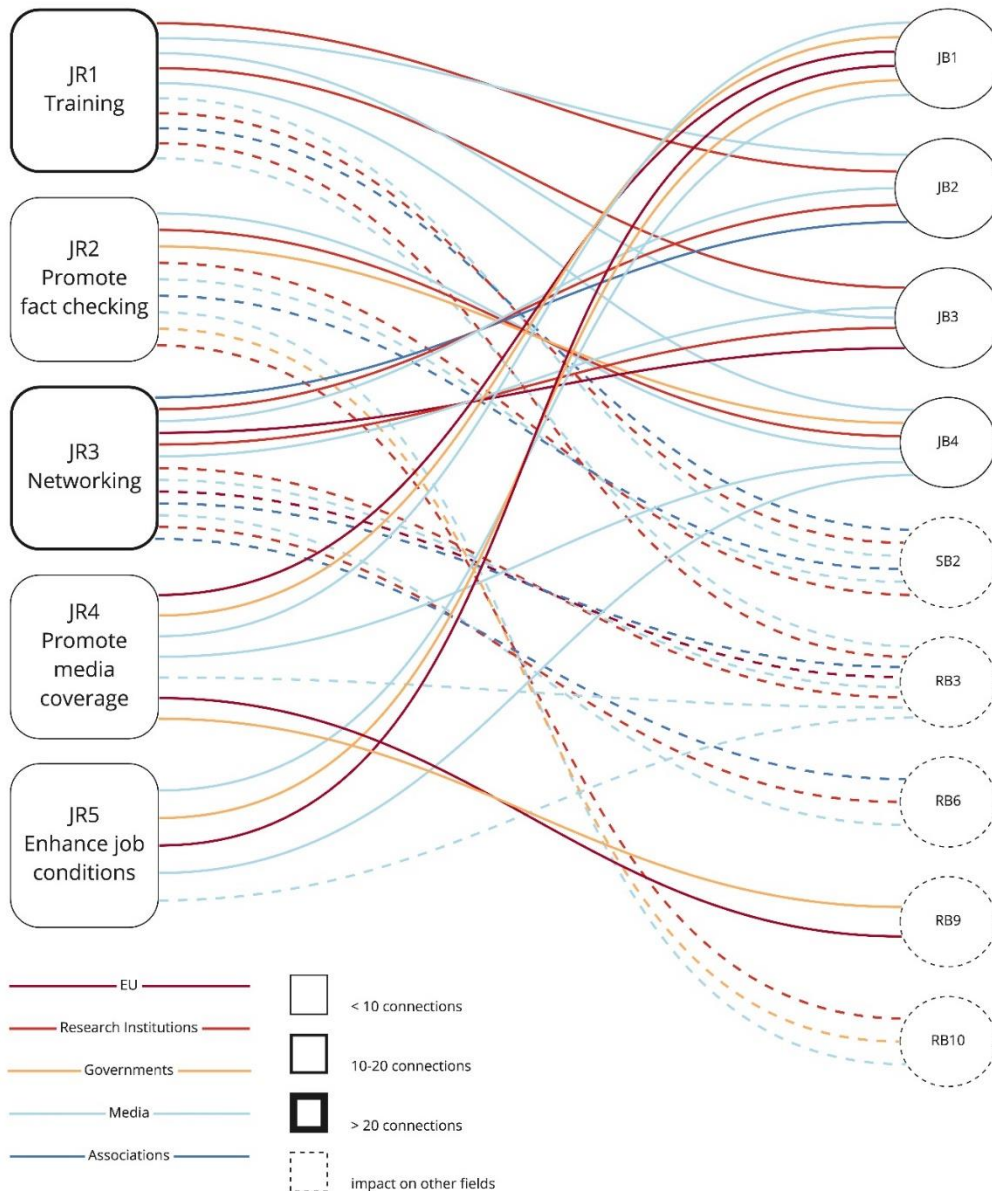 JR1
Training
JR2
Promote
fact checking
JR3
Networking
JR4
Promote
media
coverage
JR5
Enhance job
conditions
JB1
JB2
JB3
JB4
SB2
RB3
RB6
RB9
RB10
EU
Research Institutions
Governments
Media
Associations
< 10 connections
10-20 connections
> 20 connections
impact on other fields